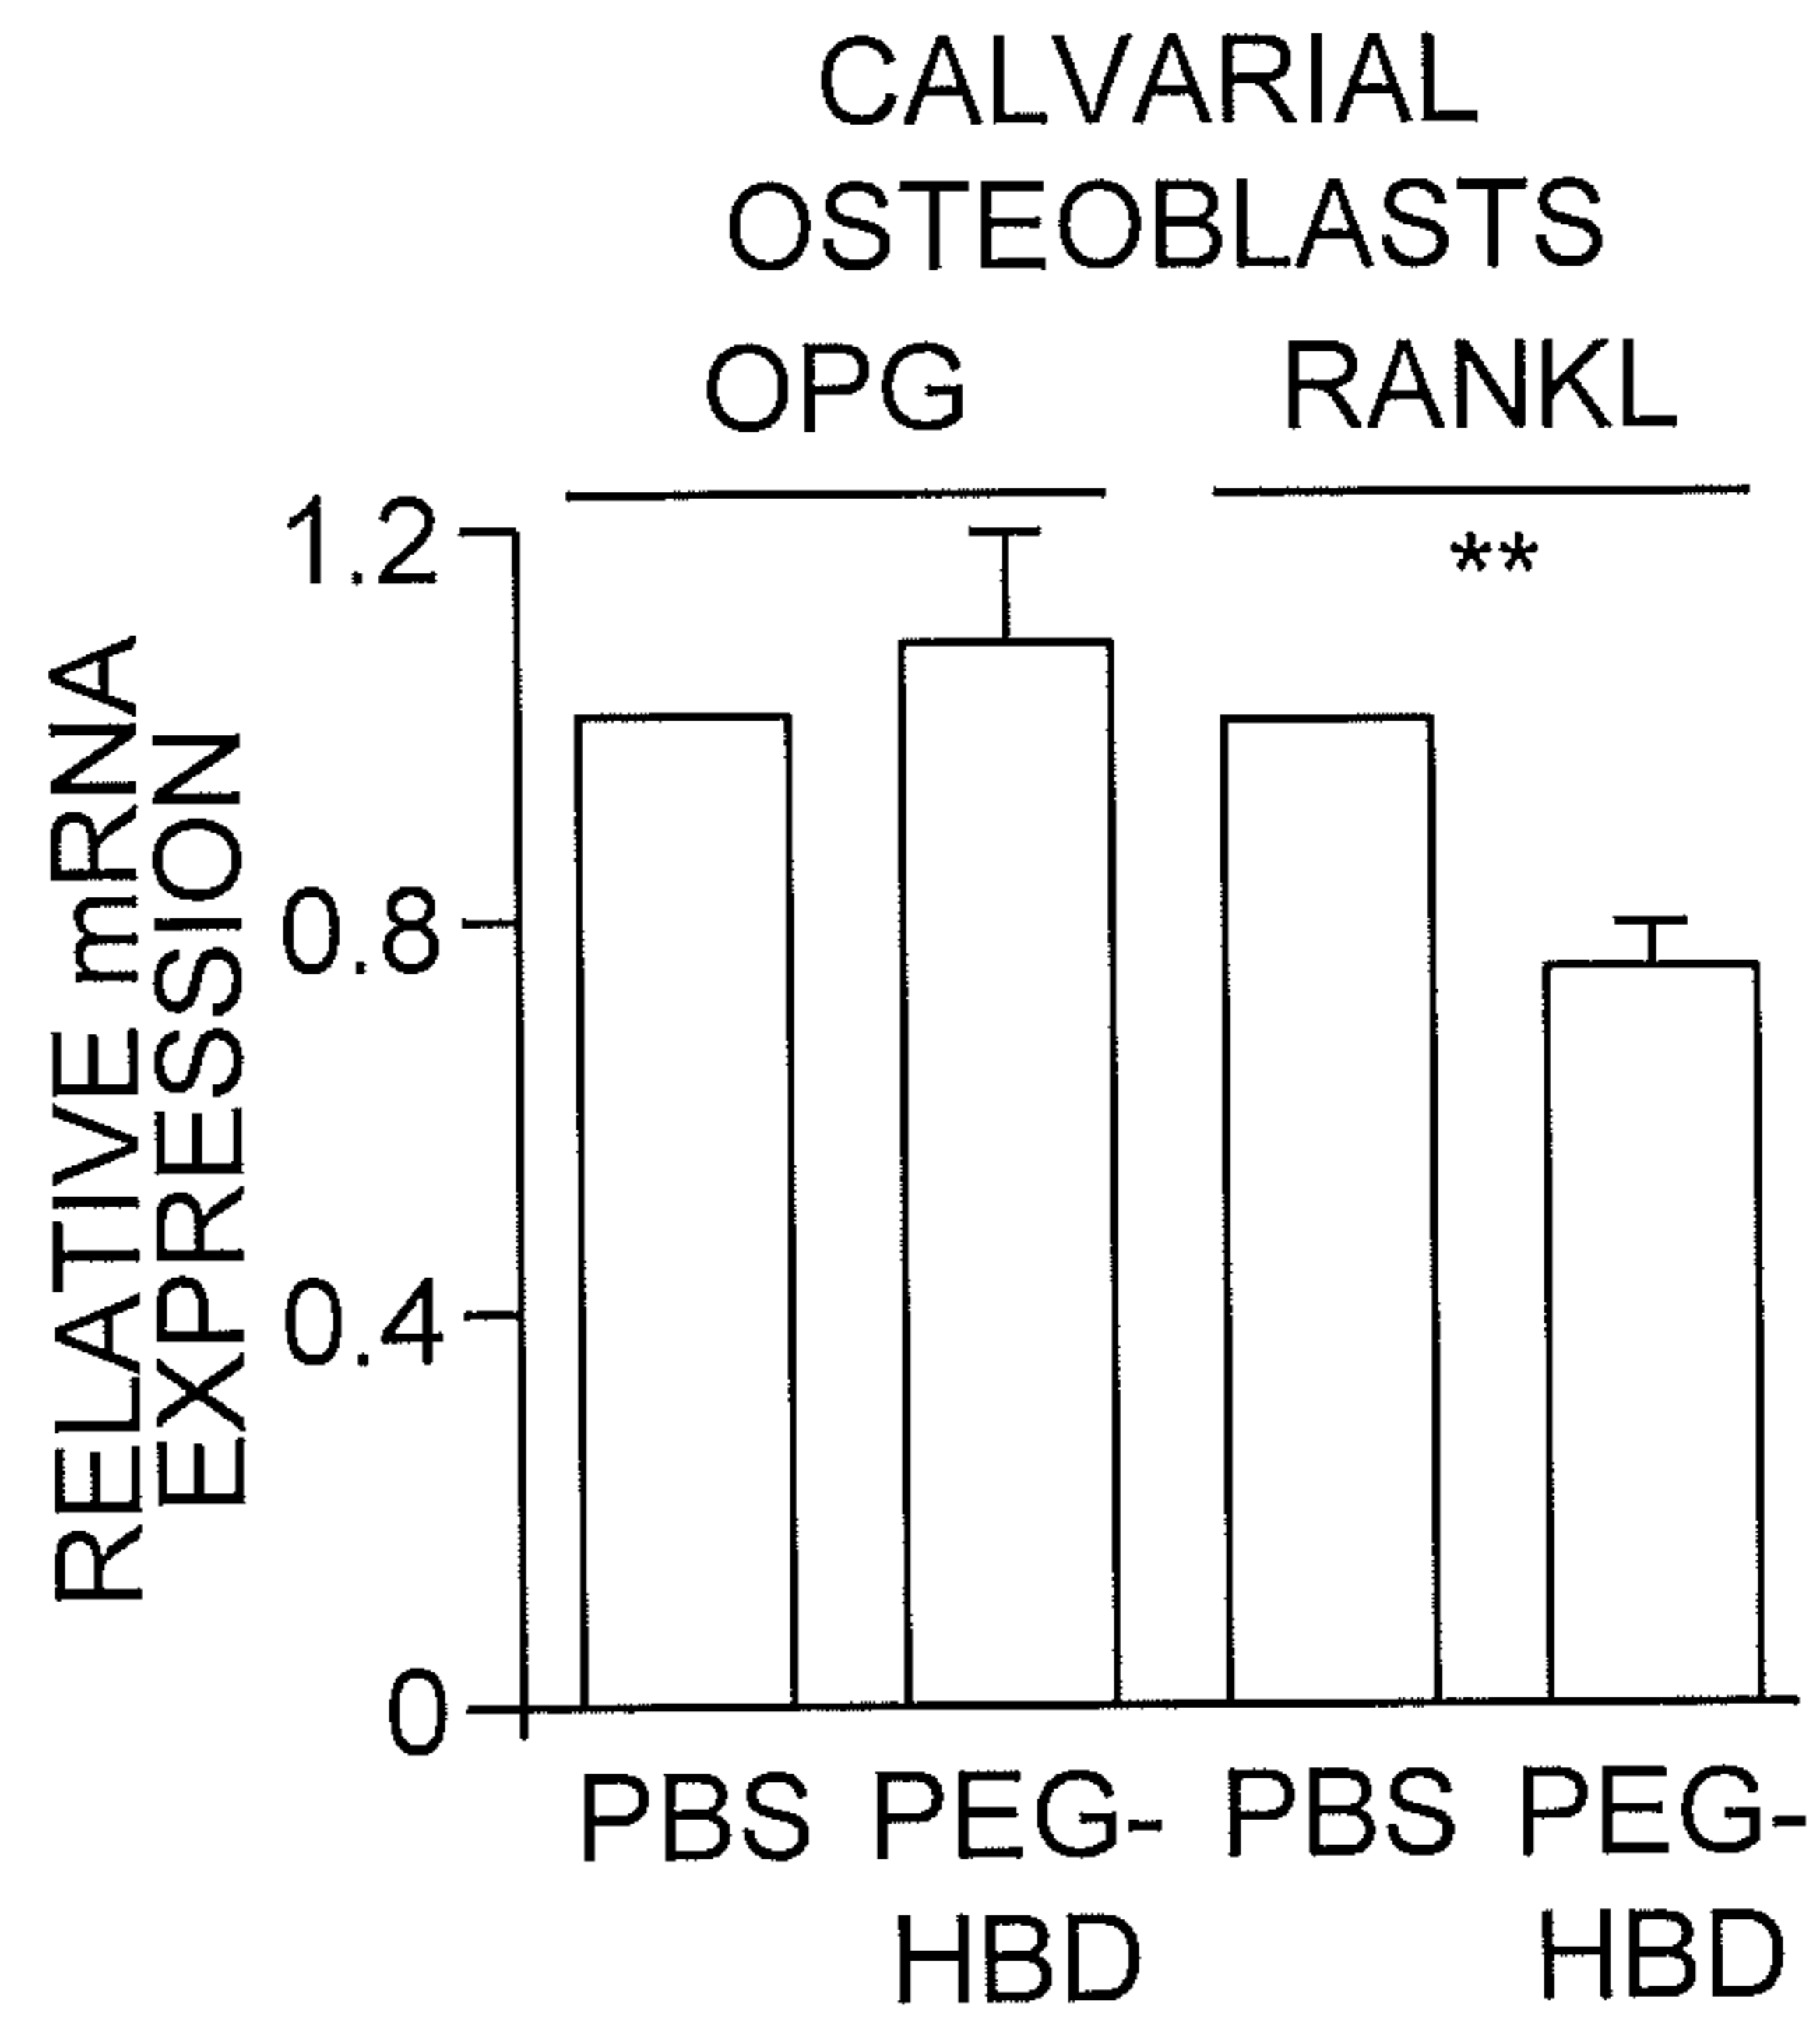 CALVARIAL
OSTEOBLASTS
OPG RANKL
**
1.2
0.8
0.4
0
RELATIVE mRNA
EXPRESSION
PBS PEG- PBS PEG-
HBD HBD